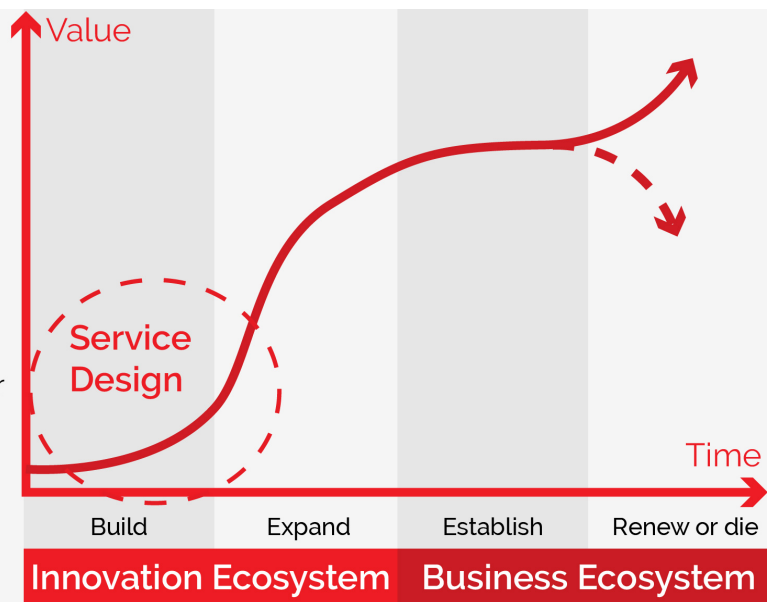 Value
Service
Design
r
Time
Build Expand Establish Renew or die
Innovation Ecosystem Business Ecosystem